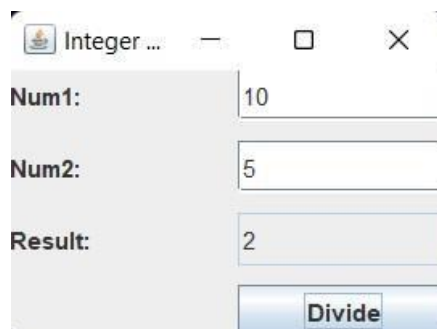 Integer ...
Num1: 10
Num2: 5
Result: 2
Divide